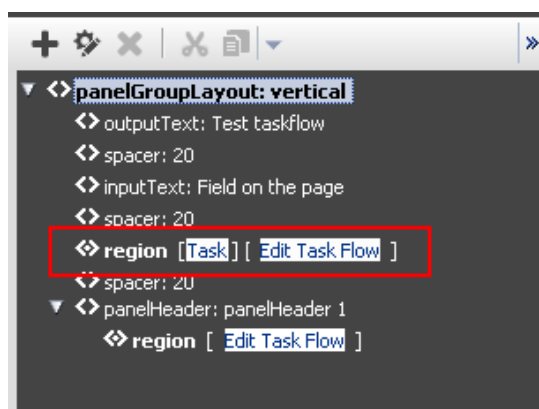 panelGroupLayout: vertical
outputText: Test taskflow
spacer: 20
inputText: Field on the page
spacer: 20
region [Task] [ Edit Task Flow ]
spacer: 20
panelHeader: panelHeader 1
region [ Edit Task Flow ]